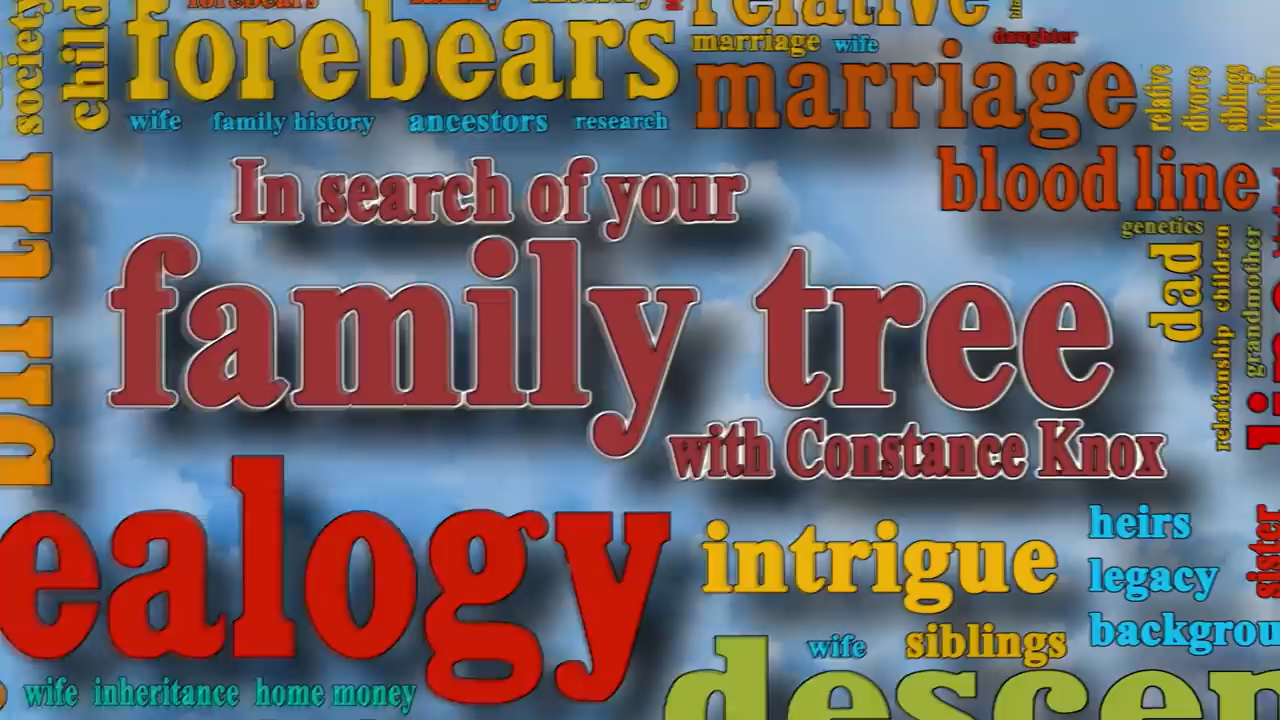 forebears
relative
marriage wife daughter
marriage
wife family history ancestors research
society
child
relative
divorce
siblings
blood line
In search of your
family tree
with Constance Knox
genetics
dad
children
relationship
grandmother
ealogy
intrigue
heirs
legacy
backgrou
sister
wife siblings
wife inheritance home money
descen